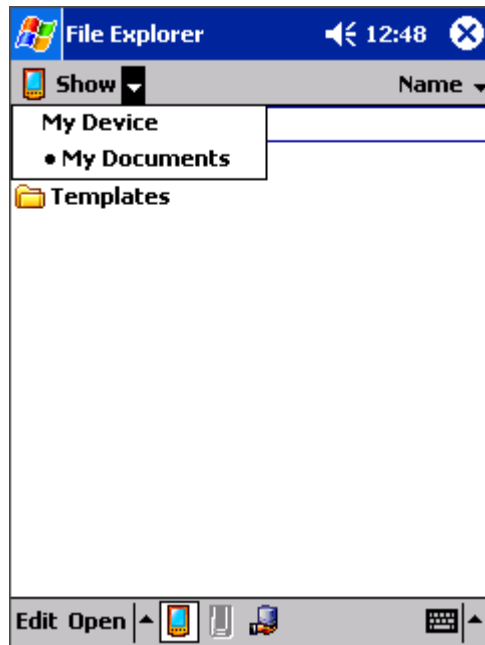 File Explorer 12:48
Show Name
My Device
• My Documents
Templates
Edit Open